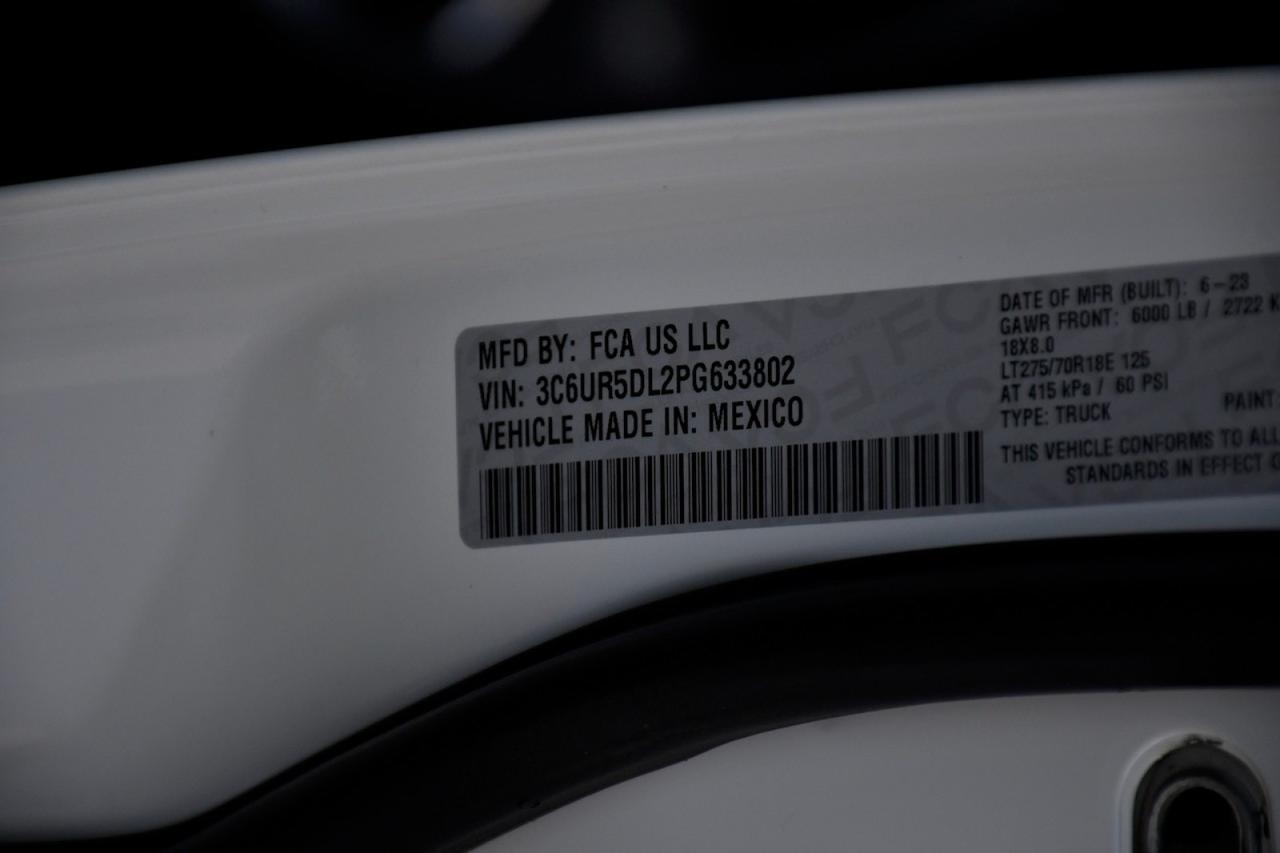 MFD BY: FCA US LLC
VIN: 3C6UR5DL2PG633802
VEHICLE MADE IN: MEXICO
DATE OF MFR (BUILT): 6-23
GAWR FRONT: 6000 LB / 2722 K
18X8.0
LT275/70R18E 125
AT 415 kPa / 60 PSI
TYPE: TRUCK
PAINT:
THIS VEHICLE CONFORMS TO ALL
STANDARDS IN EFFECT